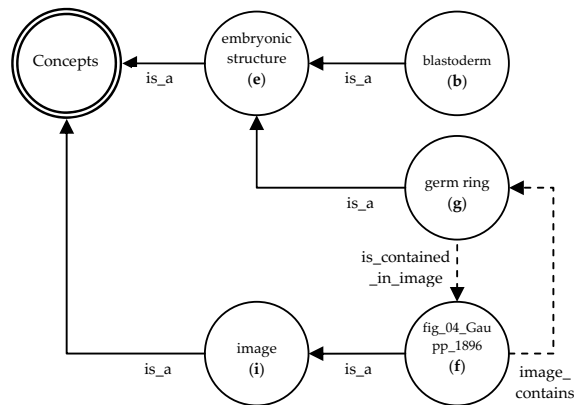 Concepts
is_a
embryonic
structure
(e)
is_a
blastoderm
(b)
is_a
germ ring
(g)
is_contained
_in_image
image
(i)
is_a
is_a
fig_04_Gau
pp_1896
(f)
image_
contains